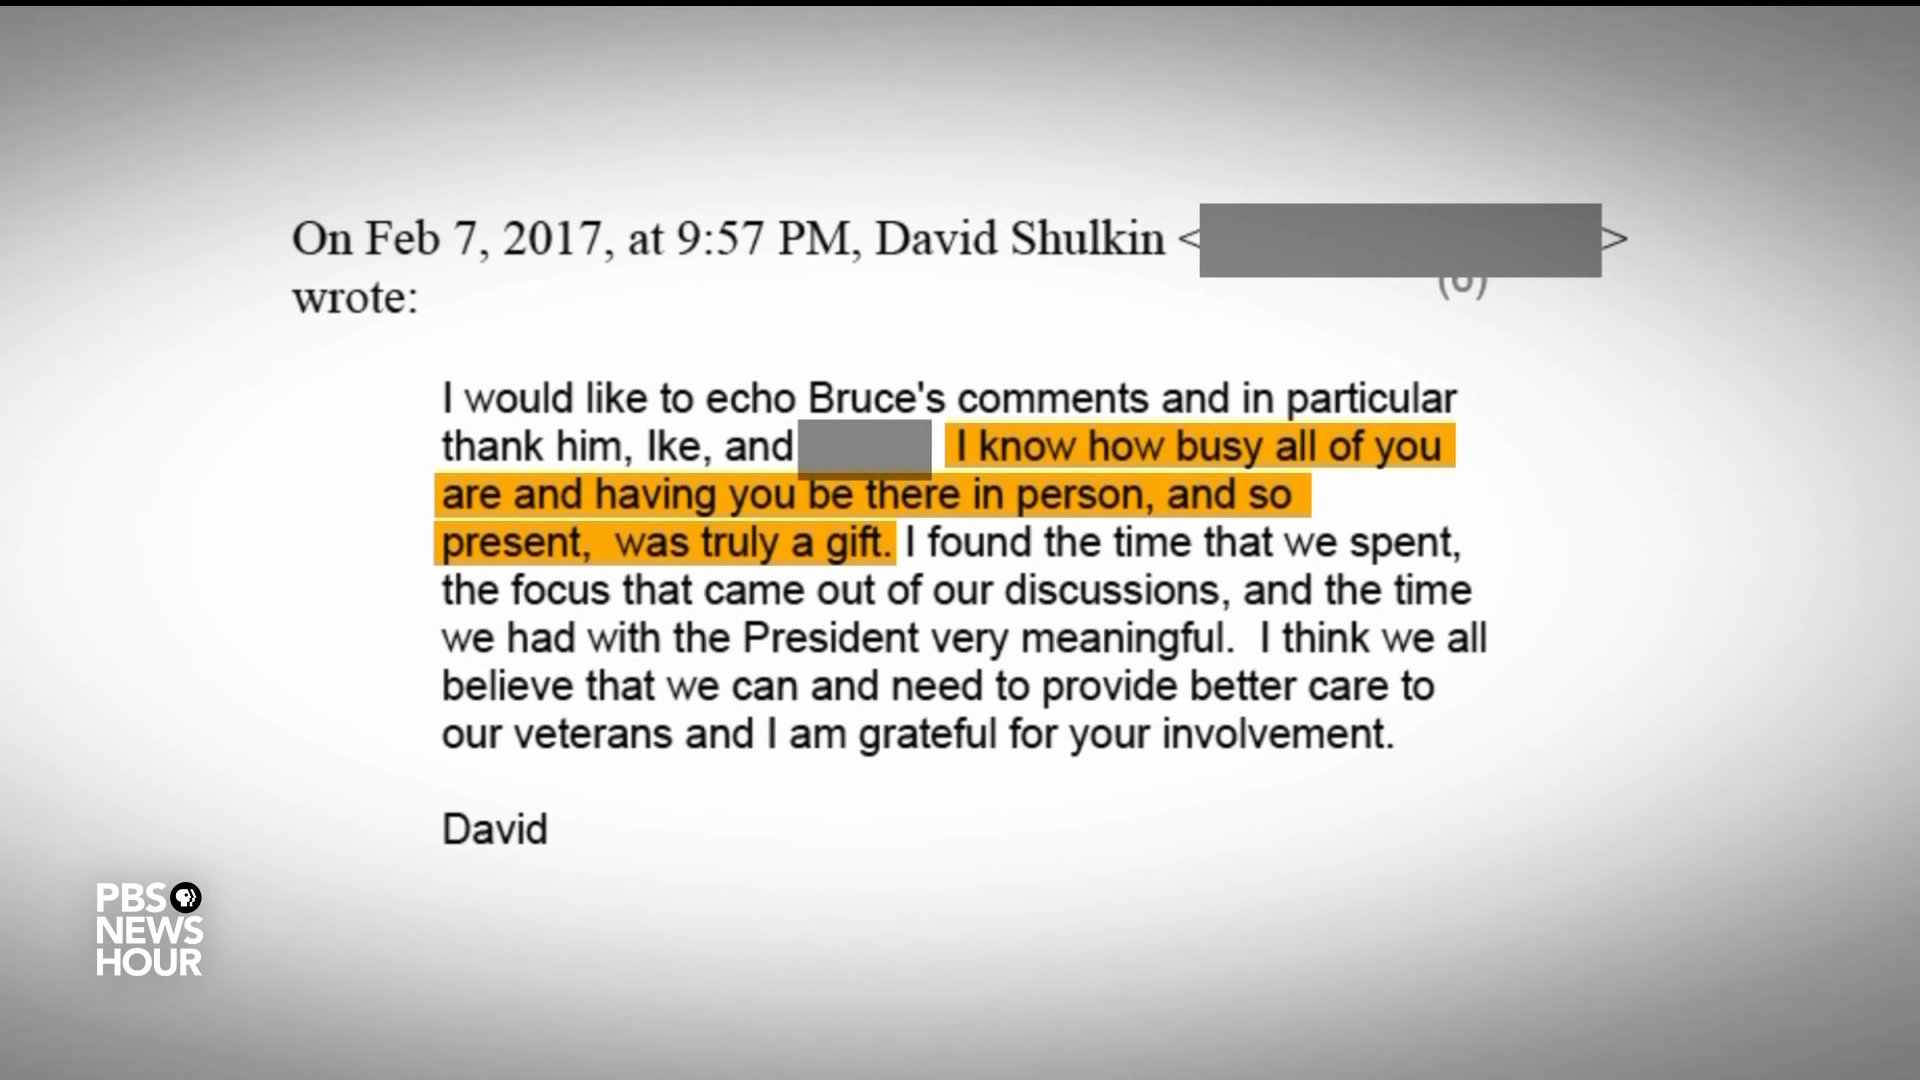 On Feb 7, 2017, at 9:57 PM, David Shulkin < >
wrote:
I would like to echo Bruce's comments and in particular
thank him, Ike, and I know how busy all of you
are and having you be there in person, and so
present,  was truly a gift. I found the time that we spent,
the focus that came out of our discussions, and the time
we had with the President very meaningful.  I think we all
believe that we can and need to provide better care to
our veterans and I am grateful for your involvement.
David
PBS
NEWS
HOUR